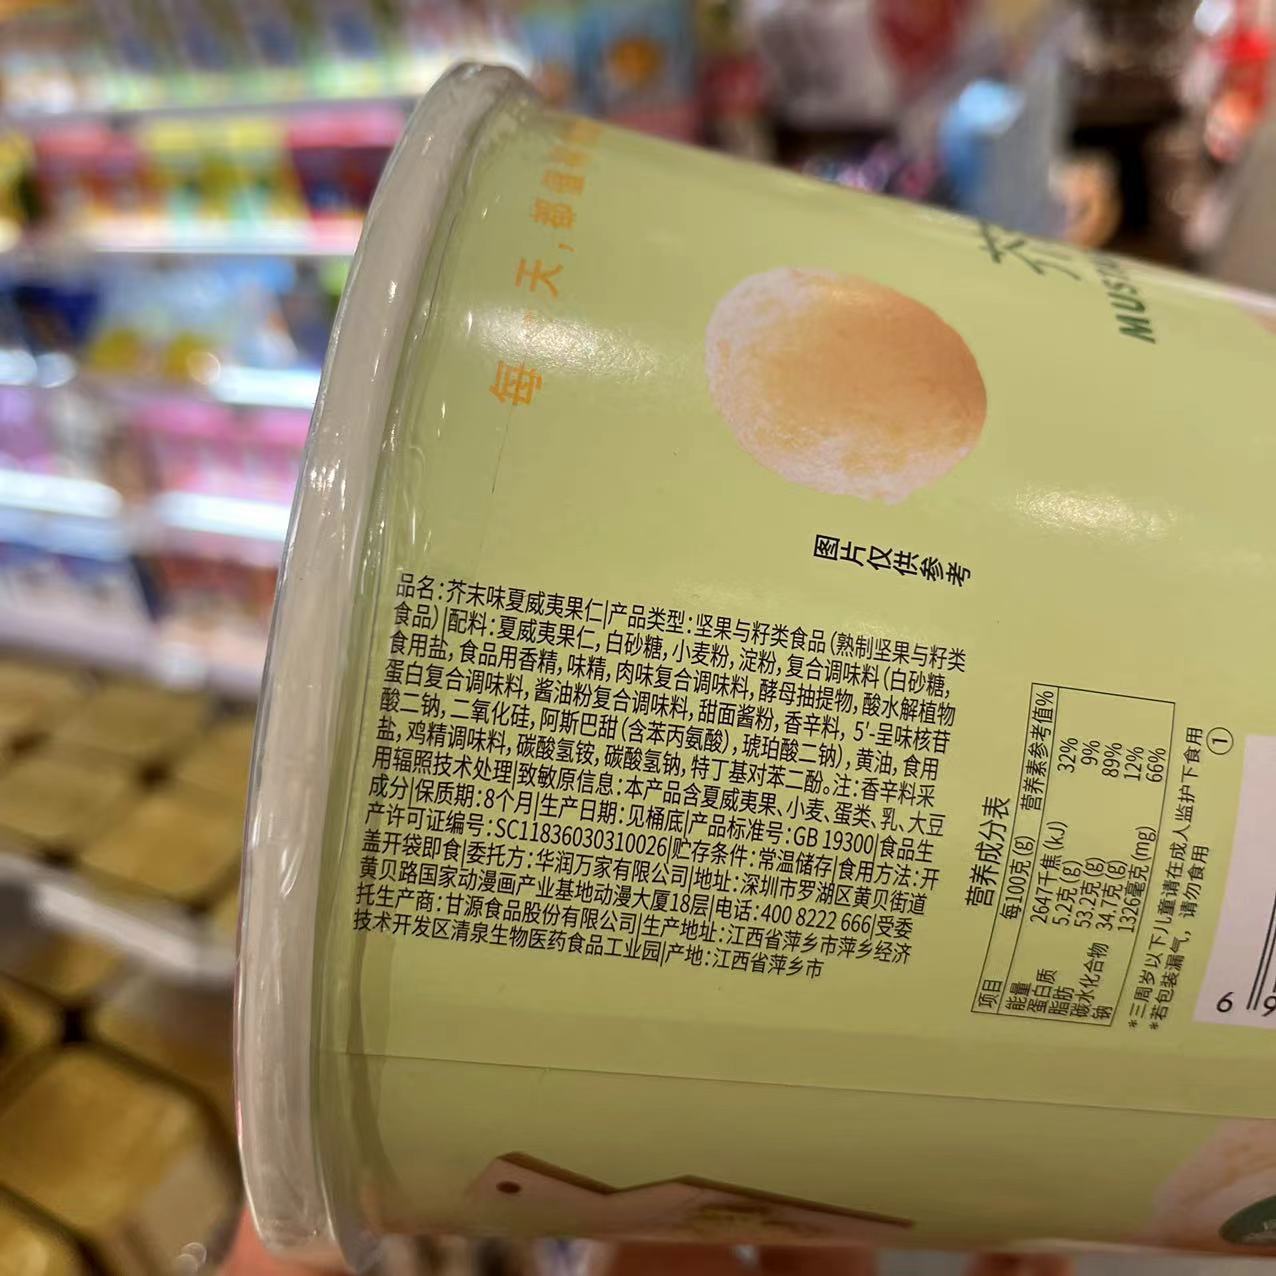 每一天，都量
芥
MUST
图片仅供参考
品名:芥末味夏威夷果仁|产品类型:坚果与籽类食品(熟制坚果与籽类
食品)|配料:夏威夷果仁,白砂糖,小麦粉,淀粉,复合调味料(白砂糖,
食用盐,食品用香精,味精,肉味复合调味料,酵母抽提物,酸水解植物
蛋白复合调味料,酱油粉复合调味料,甜面酱粉,香辛料,5'-呈味核苷
酸二钠,二氧化硅,阿斯巴甜(含苯丙氨酸),琥珀酸二钠),黄油,食用
盐,鸡精调味料,碳酸氢铵,碳酸氢钠,特丁基对苯二酚。注:香辛料采
用辐照技术处理|致敏原信息:本产品含夏威夷果、小麦、蛋类、乳、大豆
成分|保质期:8个月|生产日期:见桶底|产品标准号:GB 19300|食品生
产许可证编号:SC11836030310026|贮存条件:常温储存|食用方法:开
盖开袋即食|委托方:华润万家有限公司|地址:深圳市罗湖区黄贝街道
黄贝路国家动漫画产业基地动漫大厦18层|电话:400 8222 666|受委
托生产商:甘源食品股份有限公司|生产地址:江西省萍乡市萍乡经济
技术开发区清泉生物医药食品工业园|产地:江西省萍乡市
营养成分表
项目 每100克(g) 营养素参考值%
能量 2647千焦(kJ) 32%
蛋白质 5.2克(g) 9%
脂肪 53.2克(g) 89%
碳水化合物 34.7克(g) 12%
钠 1326毫克(mg) 66%
*三周岁以下儿童请在成人监护下食用
*若包装漏气，请勿食用
①
6 9